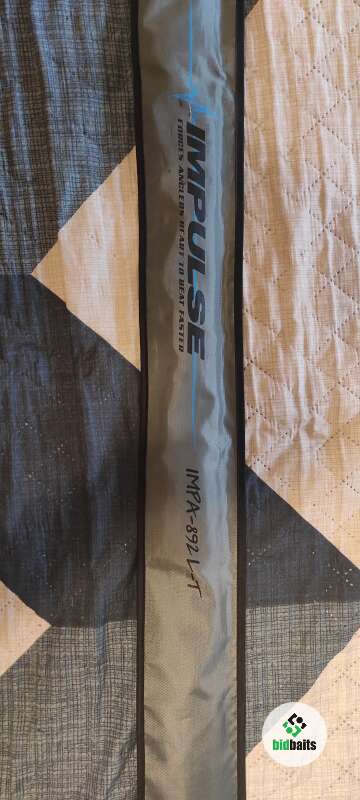 IMPULSE
FORCES ANGLERS HEART TO BEAT FASTER
IMPA-892L-T
bidbaits